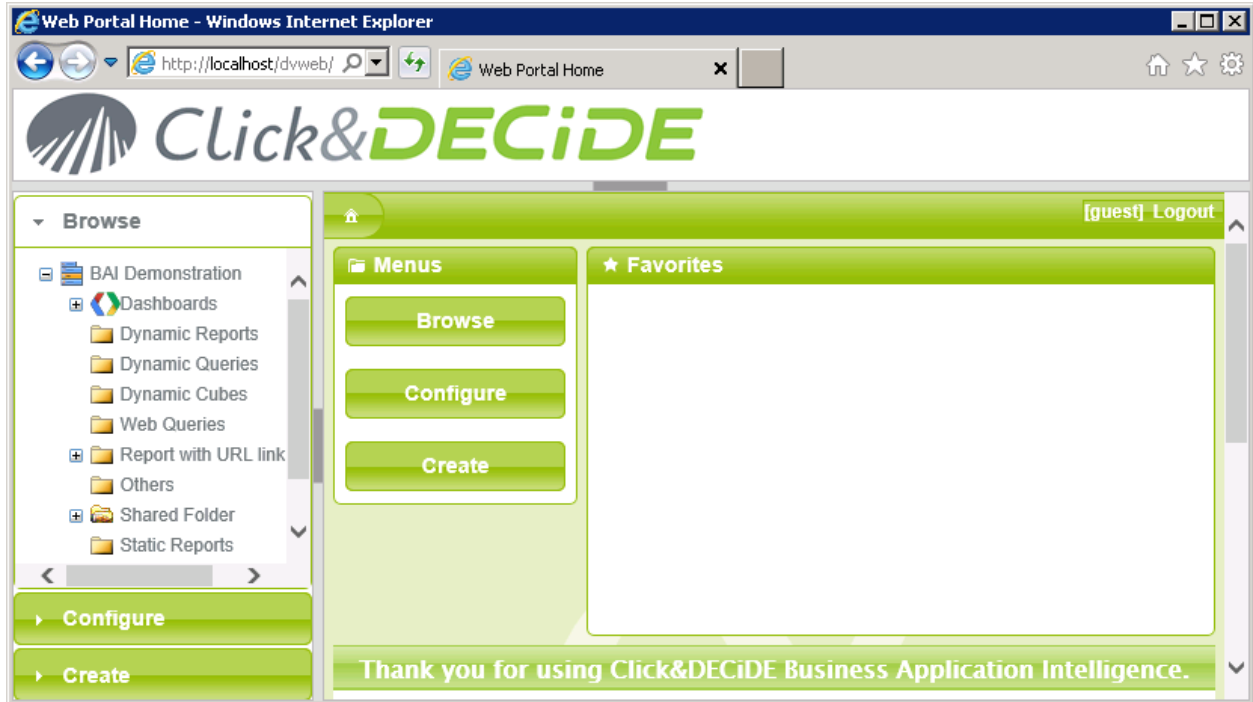 Web Portal Home - Windows Internet Explorer
http://localhost/dvweb/
Web Portal Home
Click&DECiDE
Browse
BAI Demonstration
Dashboards
Dynamic Reports
Dynamic Queries
Dynamic Cubes
Web Queries
Report with URL link
Others
Shared Folder
Static Reports
Configure
Create
[guest] Logout
Menus
Browse
Configure
Create
Favorites
Thank you for using Click&DECiDE Business Application Intelligence.